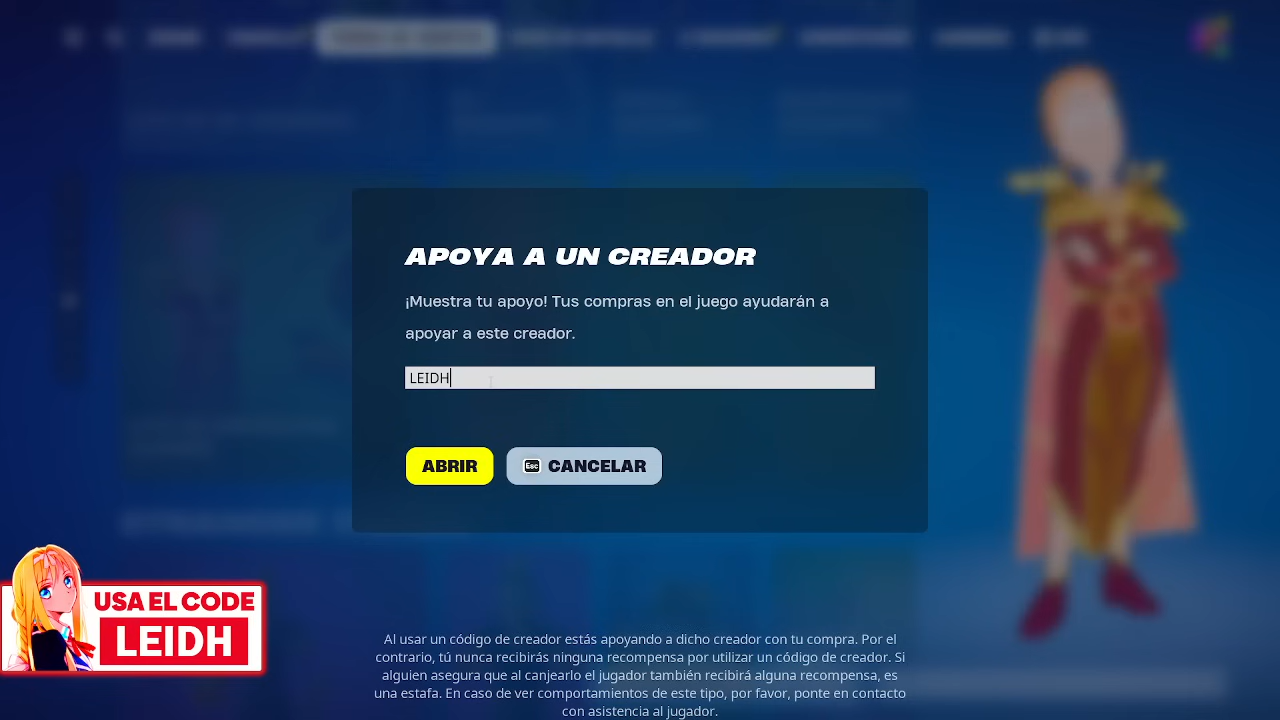 APOYA A UN CREADOR
¡Muestra tu apoyo! Tus compras en el juego ayudarán a
apoyar a este creador.
LEIDH
ABRIR
Esc CANCELAR
USA EL CODE
LEIDH
Al usar un código de creador estás apoyando a dicho creador con tu compra. Por el
contrario, tú nunca recibirás ninguna recompensa por utilizar un código de creador. Si
alguien asegura que al canjearlo el jugador también recibirá alguna recompensa, es
una estafa. En caso de ver comportamientos de este tipo, por favor, ponte en contacto
con asistencia al jugador.